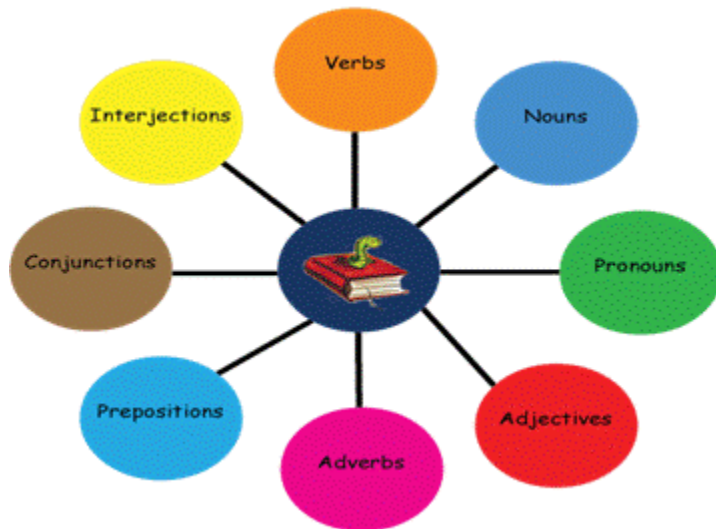 Verbs
Nouns
Pronouns
Adjectives
Adverbs
Prepositions
Conjunctions
Interjections